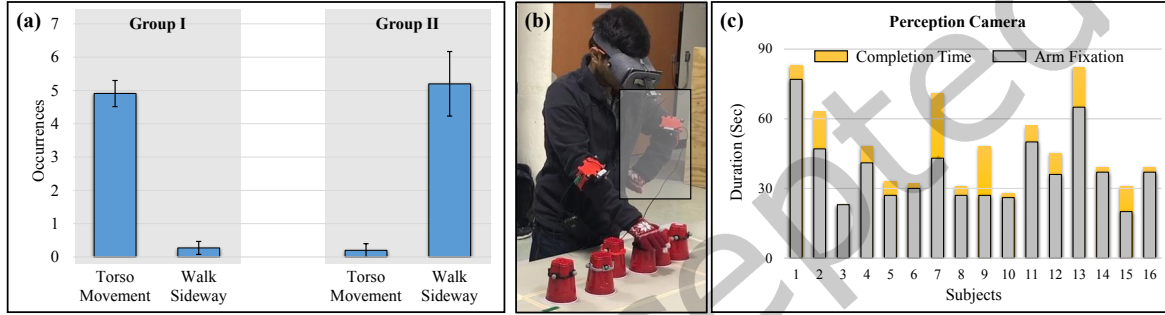 (a)
Group I
Group II
7
6
5
4
3
2
1
0
Occurrences
Torso
Movement
Walk
Sideway
Torso
Movement
Walk
Sideway
(b)
(c)
Perception Camera
Completion Time
Arm Fixation
90
60
30
0
Duration (Sec)
1 2 3 4 5 6 7 8 9 10 11 12 13 14 15 16
Subjects
epted